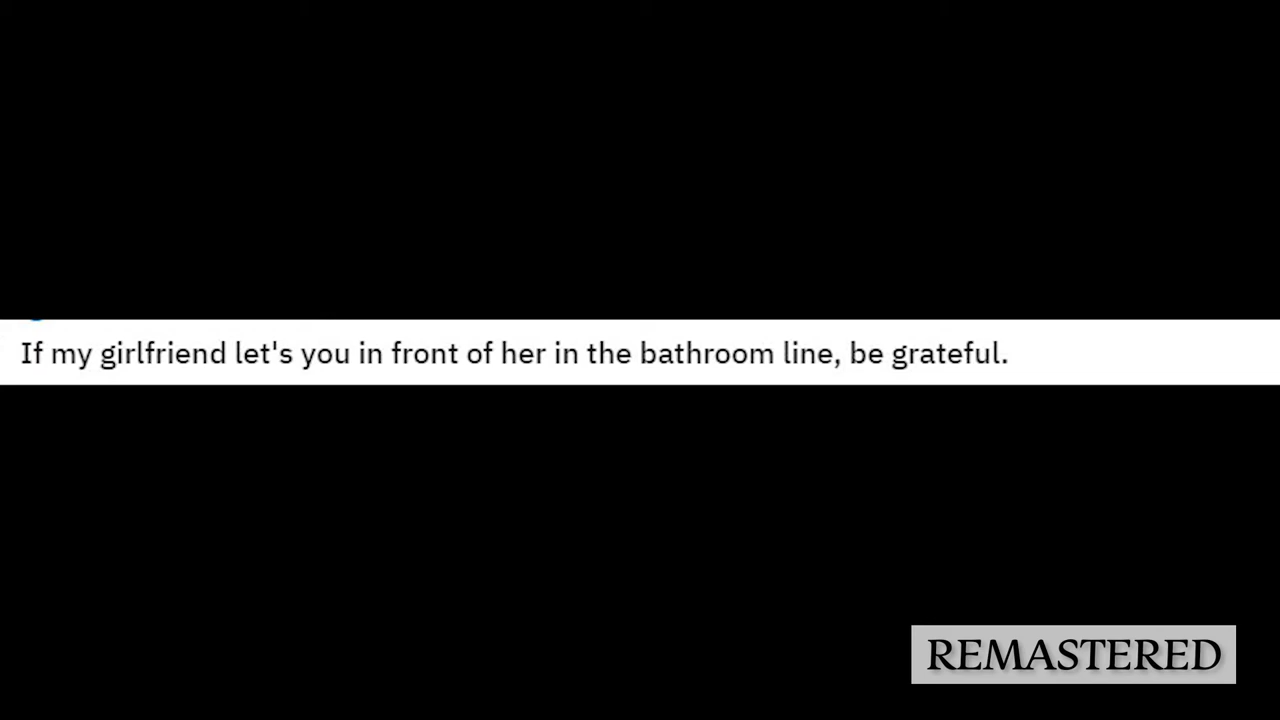 If my girlfriend let's you in front of her in the bathroom line, be grateful.
REMASTERED